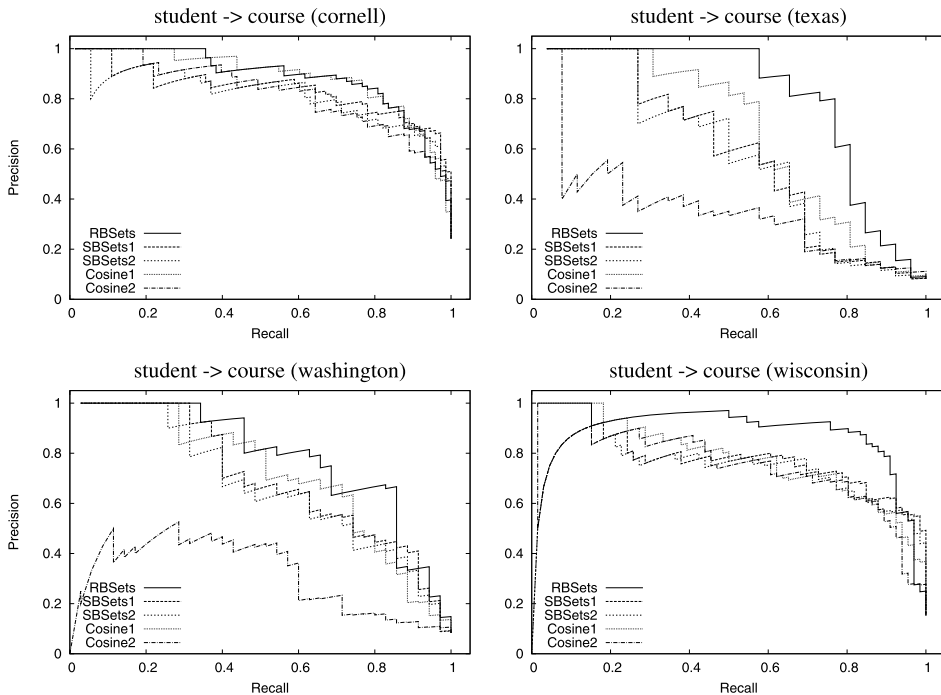 student -> course (cornell)
1
0.8
0.6
0.4
0.2
0
Precision
RBSets
SBSets1
SBSets2
Cosine1
Cosine2
0 0.2 0.4 0.6 0.8 1
Recall
student -> course (texas)
1
0.8
0.6
0.4
0.2
0
RBSets
SBSets1
SBSets2
Cosine1
Cosine2
0 0.2 0.4 0.6 0.8 1
Recall
student -> course (washington)
1
0.8
0.6
0.4
0.2
0
Precision
RBSets
SBSets1
SBSets2
Cosine1
Cosine2
0 0.2 0.4 0.6 0.8 1
Recall
student -> course (wisconsin)
1
0.8
0.6
0.4
0.2
0
RBSets
SBSets1
SBSets2
Cosine1
Cosine2
0 0.2 0.4 0.6 0.8 1
Recall